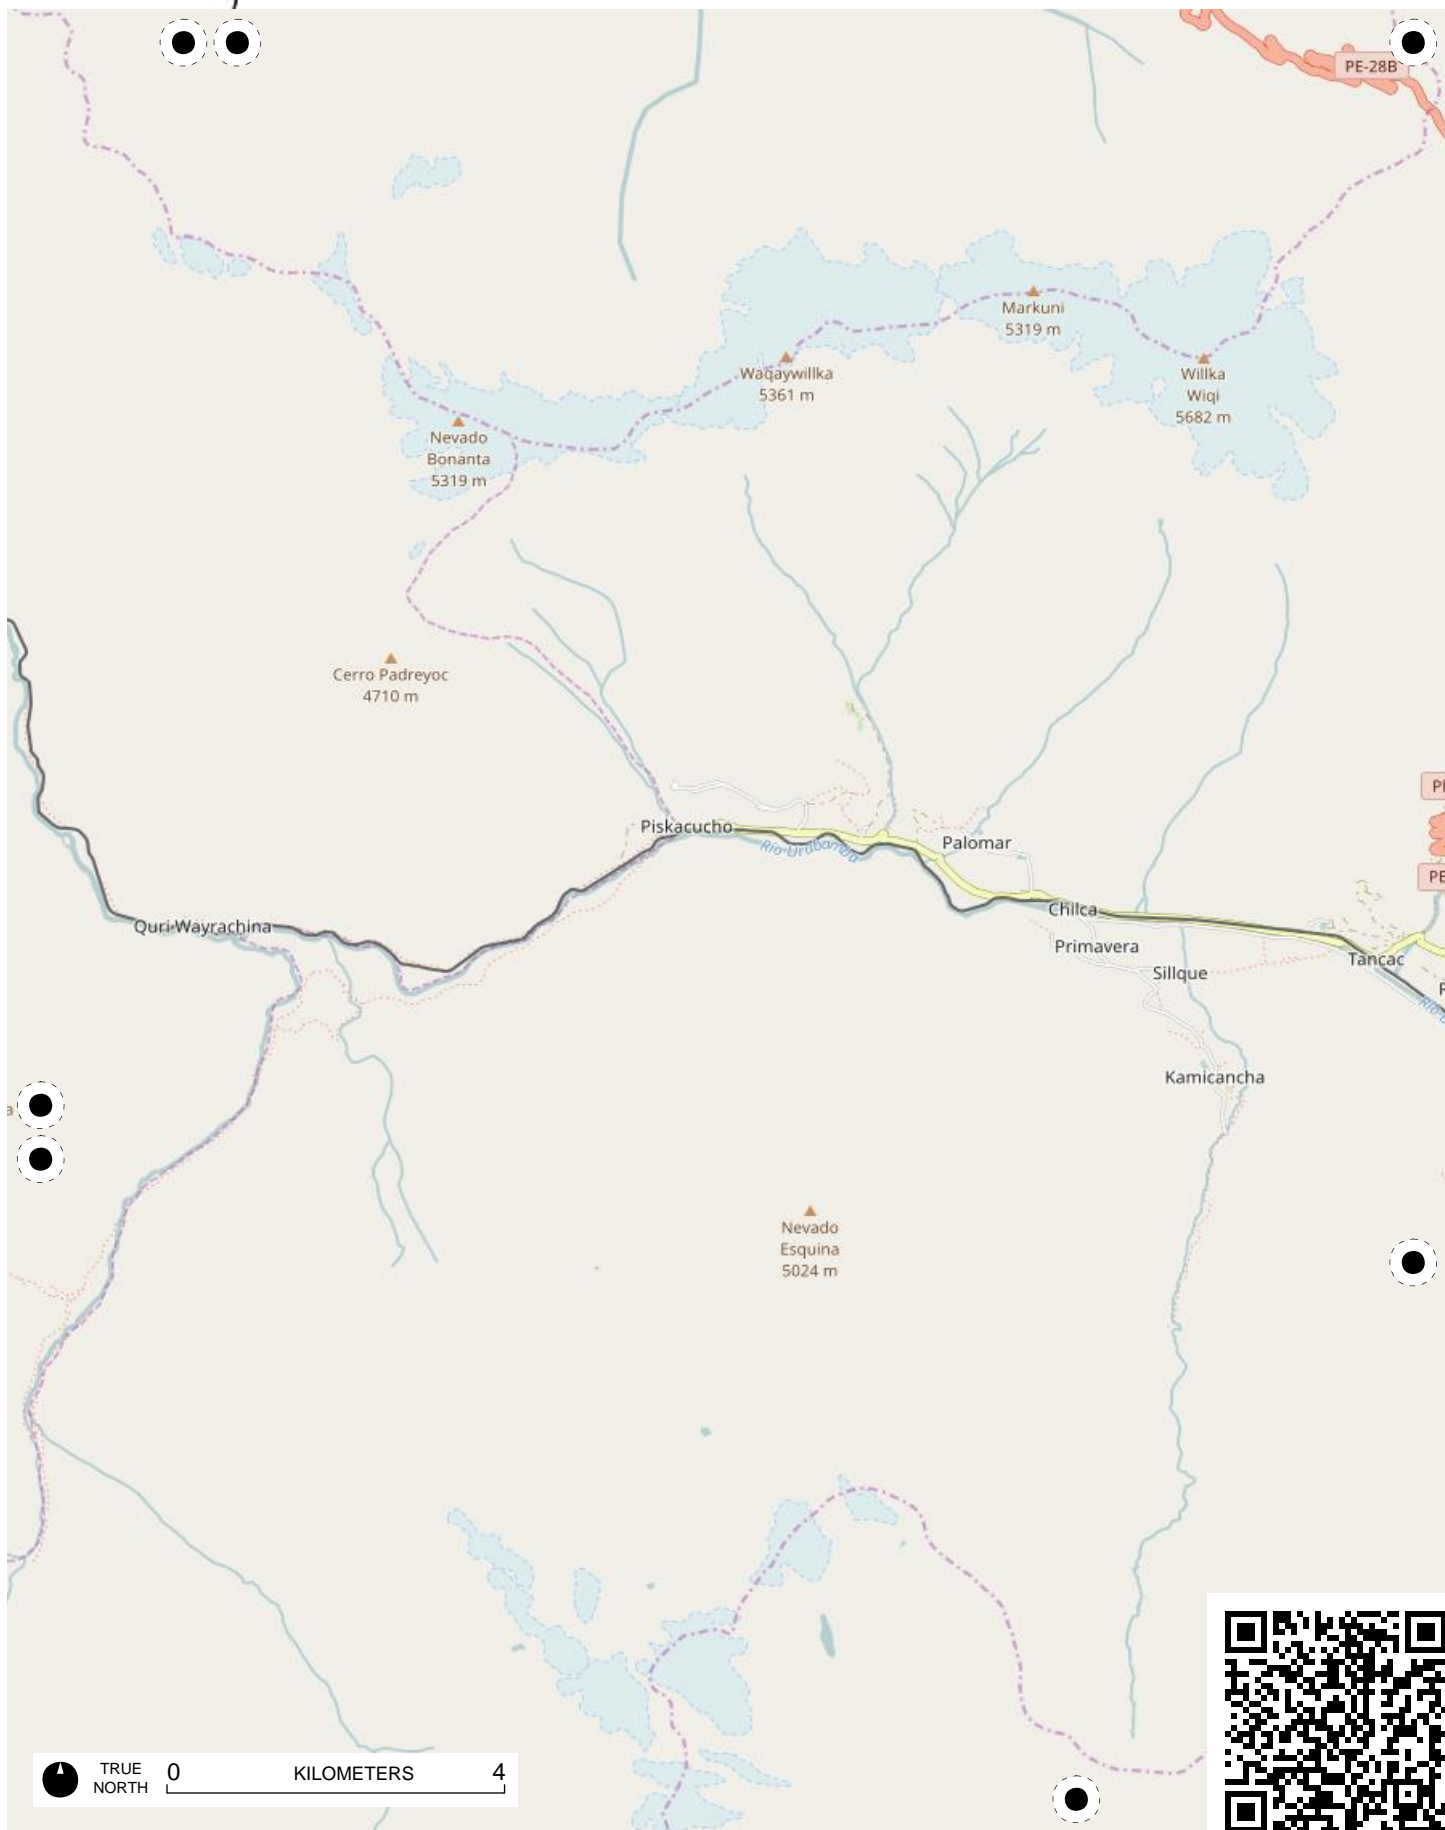 PE-28B
Markuni
5319 m
Waqaywillka
5361 m
Willka
Wiqi
5682 m
Nevado
Bonanta
5319 m
Cerro Padreyoc
4710 m
Piskacucho
Río Urubamba
Palomar
PE
Quri Wayrachina
Chilca
Primavera
Tancac
Sillque
Kamicancha
a
Nevado
Esquina
5024 m
TRUE
NORTH
0 KILOMETERS 4